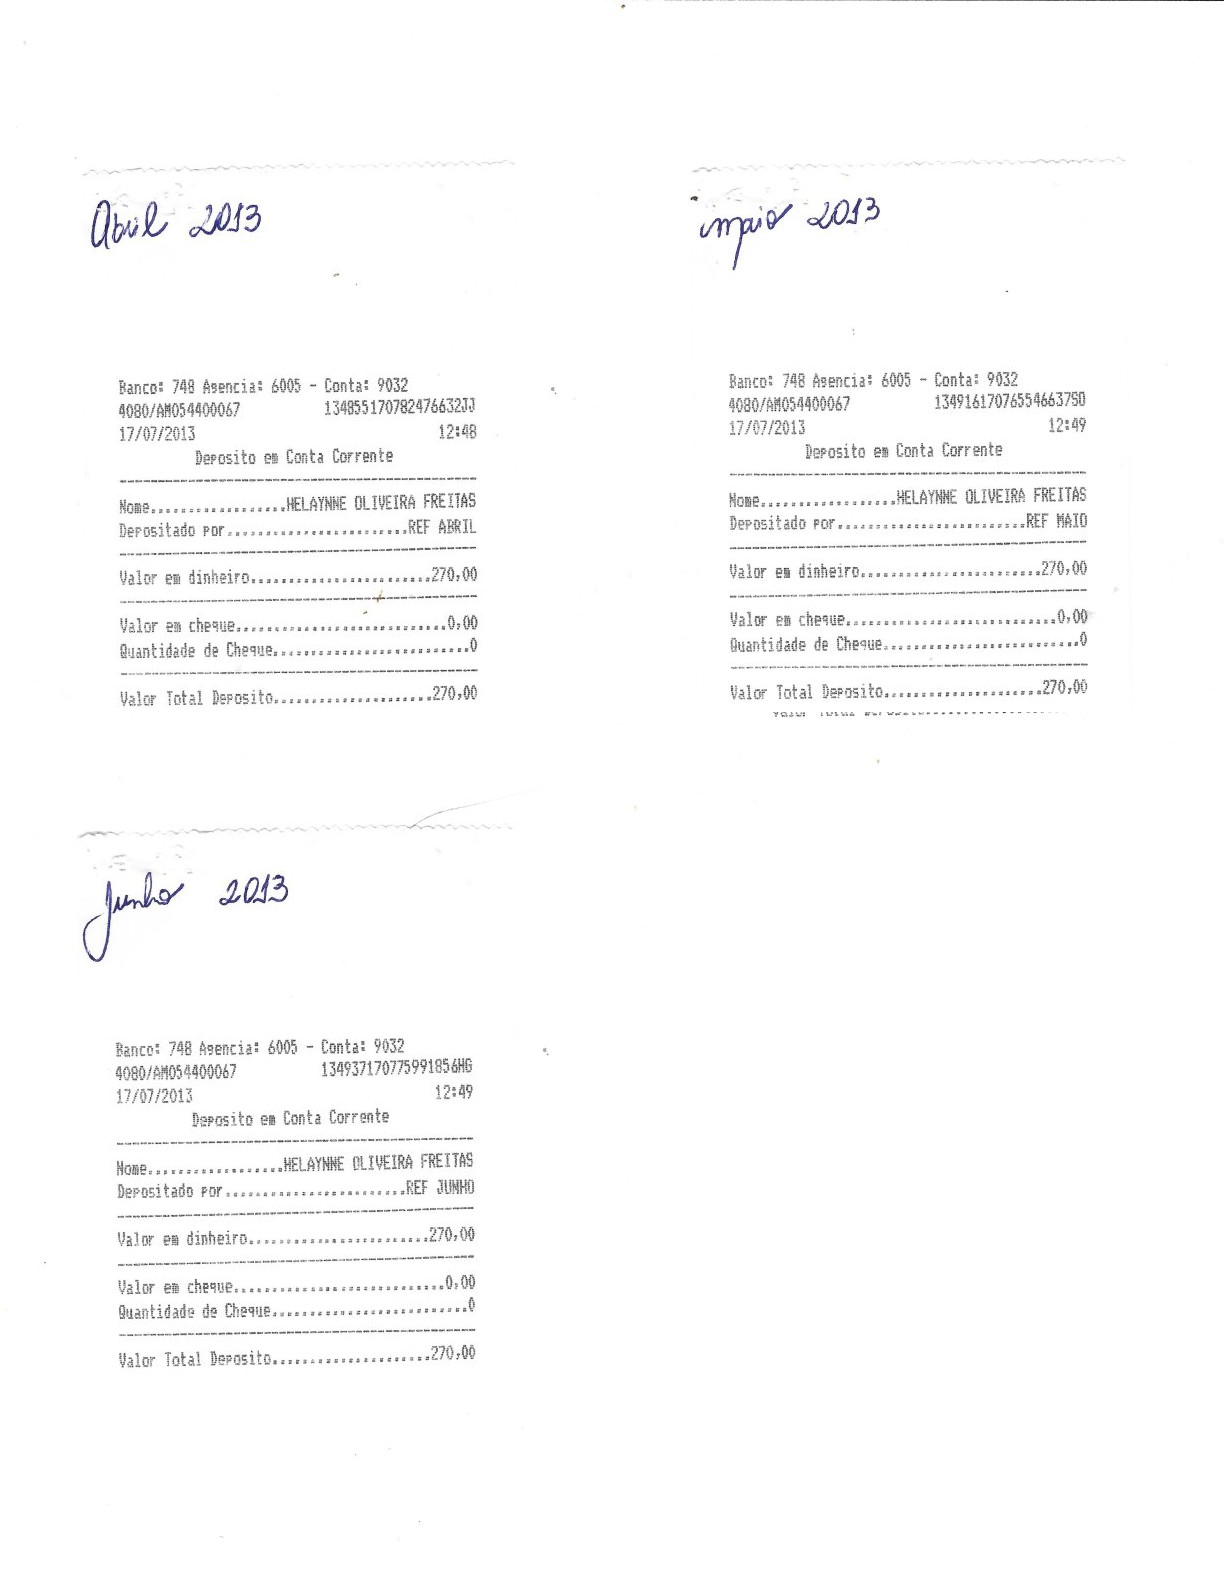 Abril 2013
Banco: 748 Agencia: 6005 - Conta: 9032
4080/AM054400067 134855170782476632JJ
17/07/2013 12:48
Deposito em Conta Corrente
Nome..................HELAYNNE OLIVEIRA FREITAS
Depositado por........................REF ABRIL
Valor em dinheiro........................270,00
Valor em cheque............................0,00
Quantidade de Cheque..........................0
Valor Total Deposito.....................270,00
maio 2013
Banco: 748 Agencia: 6005 - Conta: 9032
4080/AM054400067 134916170765546637SO
17/07/2013 12:49
Deposito em Conta Corrente
Nome..................HELAYNNE OLIVEIRA FREITAS
Depositado por.........................REF MAIO
Valor em dinheiro........................270,00
Valor em cheque............................0,00
Quantidade de Cheque..........................0
Valor Total Deposito.....................270,00
Valor Total Deposito
Junho 2013
Banco: 748 Agencia: 6005 - Conta: 9032
4080/AM054400067 134937170775991856HG
17/07/2013 12:49
Deposito em Conta Corrente
Nome..................HELAYNNE OLIVEIRA FREITAS
Depositado por........................REF JUNHO
Valor em dinheiro........................270,00
Valor em cheque............................0,00
Quantidade de Cheque..........................0
Valor Total Deposito.....................270,00